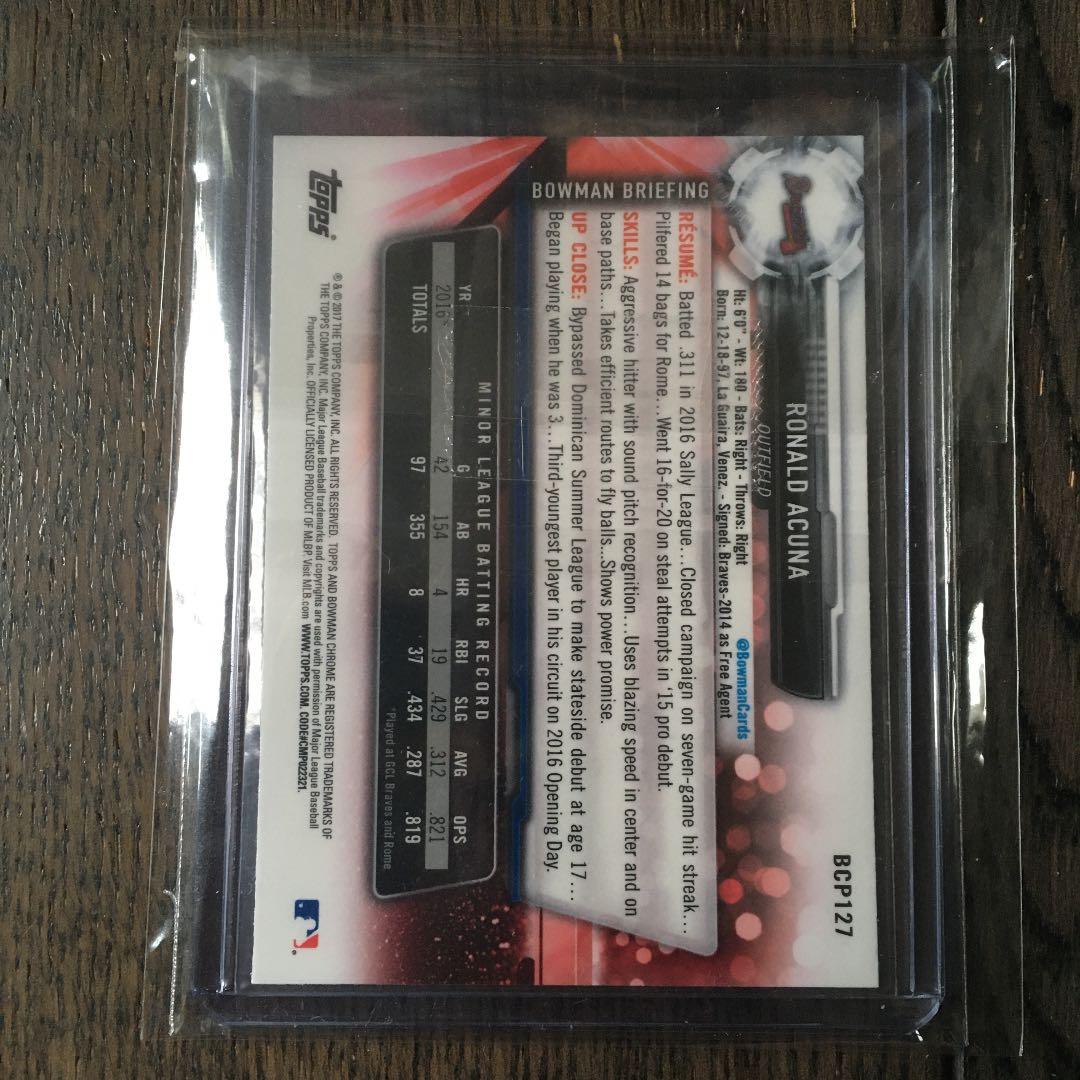 BCP127
RONALD ACUNA
OUTFIELD
Braves
Ht: 6'0" - Wt: 180 - Bats: Right - Throws: Right @BowmanCards
Born: 12-18-97, La Guaira, Venez. - Signed: Braves-2014 as Free Agent
BOWMAN BRIEFING
RÉSUMÉ: Batted .311 in 2016 Sally League...Closed campaign on seven-game hit streak...
Pilfered 14 bags for Rome...Went 16-for-20 on steal attempts in '15 pro debut.
SKILLS: Aggressive hitter with sound pitch recognition...Uses blazing speed in center and on
base paths...Takes efficient routes to fly balls...Shows power promise.
UP CLOSE: Bypassed Dominican Summer League to make stateside debut at age 17...
Began playing when he was 3...Third-youngest player in his circuit on 2016 Opening Day.
MINOR LEAGUE BATTING RECORD
YR G AB HR RBI SLG AVG OPS
2016* 42 154 4 19 .429 .312 .821
TOTALS 97 355 8 37 .434 .287 .819
*Played at GCL Braves and Rome
topps®
® & © 2017 THE TOPPS COMPANY, INC. ALL RIGHTS RESERVED. TOPPS AND BOWMAN CHROME ARE REGISTERED TRADEMARKS OF
THE TOPPS COMPANY, INC. Major League Baseball trademarks and copyrights are used with permission of Major League Baseball
Properties, Inc. OFFICIALLY LICENSED PRODUCT OF MLBP. Visit MLB.com WWW.TOPPS.COM. CODE#CMP022321.